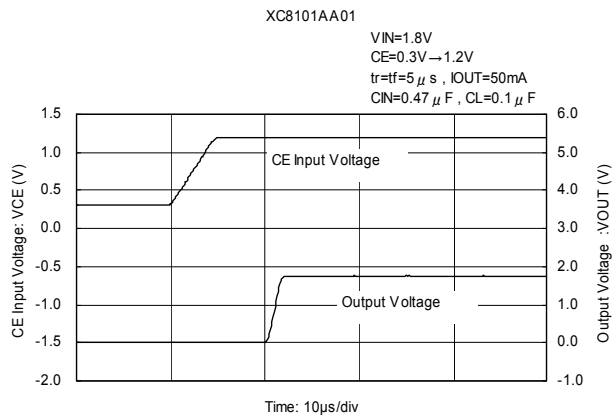 XC8101AA01
VIN=1.8V
CE=0.3V→1.2V
tr=tf=5μs , IOUT=50mA
CIN=0.47μF , CL=0.1μF
CE Input Voltage: VCE (V)
1.5
1.0
0.5
0.0
-0.5
-1.0
-1.5
-2.0
CE Input Voltage
Output Voltage
6.0
5.0
4.0
3.0
2.0
1.0
0.0
-1.0
Output Voltage :VOUT (V)
Time: 10μs/div